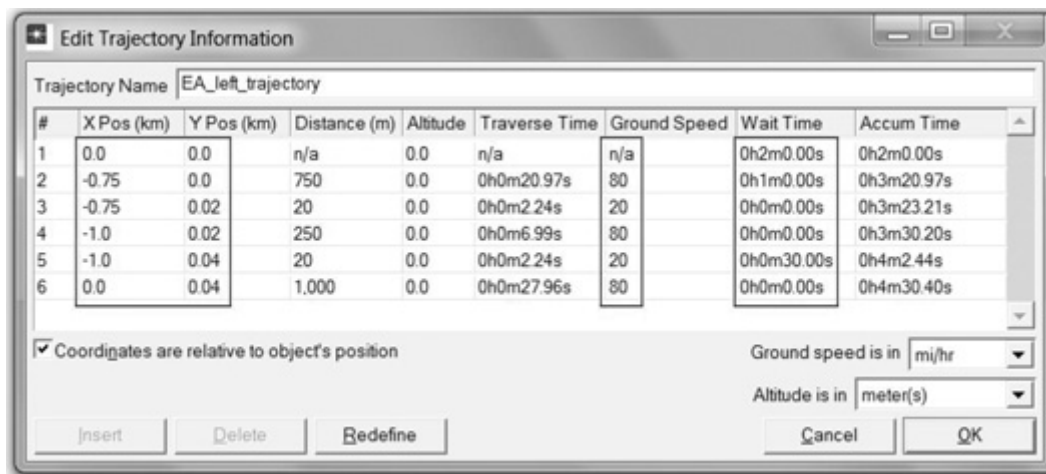 Edit Trajectory Information
Trajectory Name EA_left_trajectory
# X Pos (km) Y Pos (km) Distance (m) Altitude Traverse Time Ground Speed Wait Time Accum Time
1 0.0 0.0 n/a 0.0 n/a n/a 0h2m0.00s 0h2m0.00s
2 -0.75 0.0 750 0.0 0h0m20.97s 80 0h1m0.00s 0h3m20.97s
3 -0.75 0.02 20 0.0 0h0m2.24s 20 0h0m0.00s 0h3m23.21s
4 -1.0 0.02 250 0.0 0h0m6.99s 80 0h0m0.00s 0h3m30.20s
5 -1.0 0.04 20 0.0 0h0m2.24s 20 0h0m30.00s 0h4m2.44s
6 0.0 0.04 1,000 0.0 0h0m27.96s 80 0h0m0.00s 0h4m30.40s
Coordinates are relative to object's position Ground speed is in mi/hr
Altitude is in meter(s)
Insert Delete Redefine Cancel OK